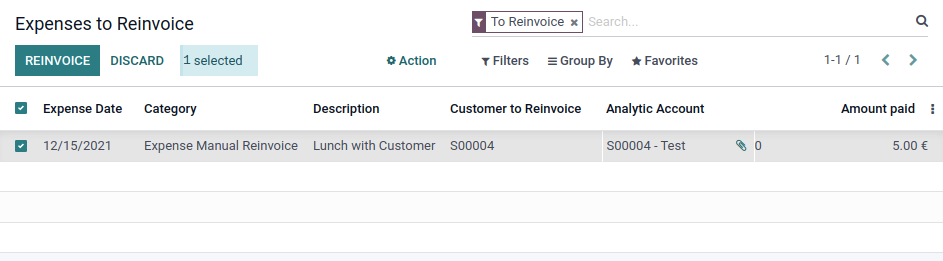 Expenses to Reinvoice
To Reinvoice ×
Search...
REINVOICE DISCARD 1 selected Action Filters Group By Favorites 1-1 / 1
Expense Date Category Description Customer to Reinvoice Analytic Account Amount paid
12/15/2021 Expense Manual Reinvoice Lunch with Customer S00004 S00004 - Test 0 5.00 €